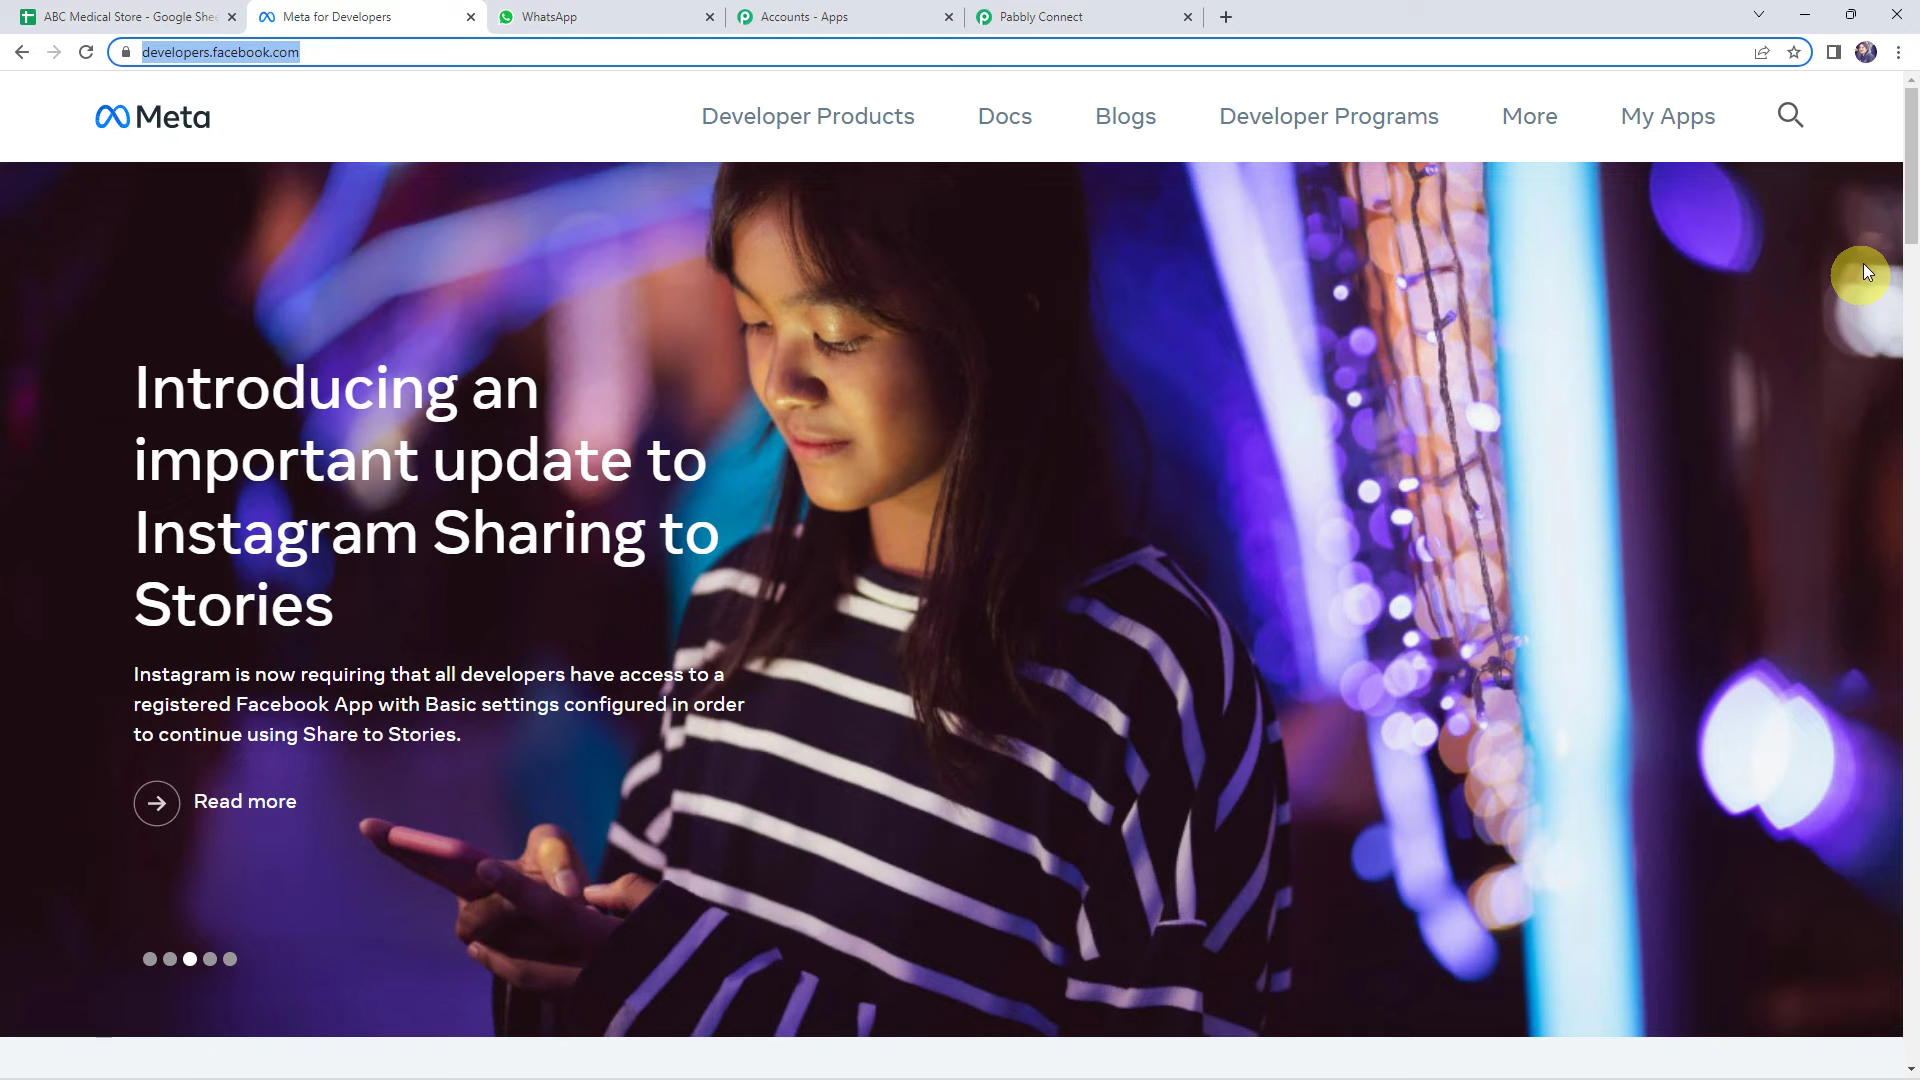 ABC Medical Store - Google She
Meta for Developers
WhatsApp
Accounts - Apps
Pabbly Connect
developers.facebook.com
Meta
Developer Products
Docs
Blogs
Developer Programs
More
My Apps
Introducing an
important update to
Instagram Sharing to
Stories
Instagram is now requiring that all developers have access to a
registered Facebook App with Basic settings configured in order
to continue using Share to Stories.
Read more